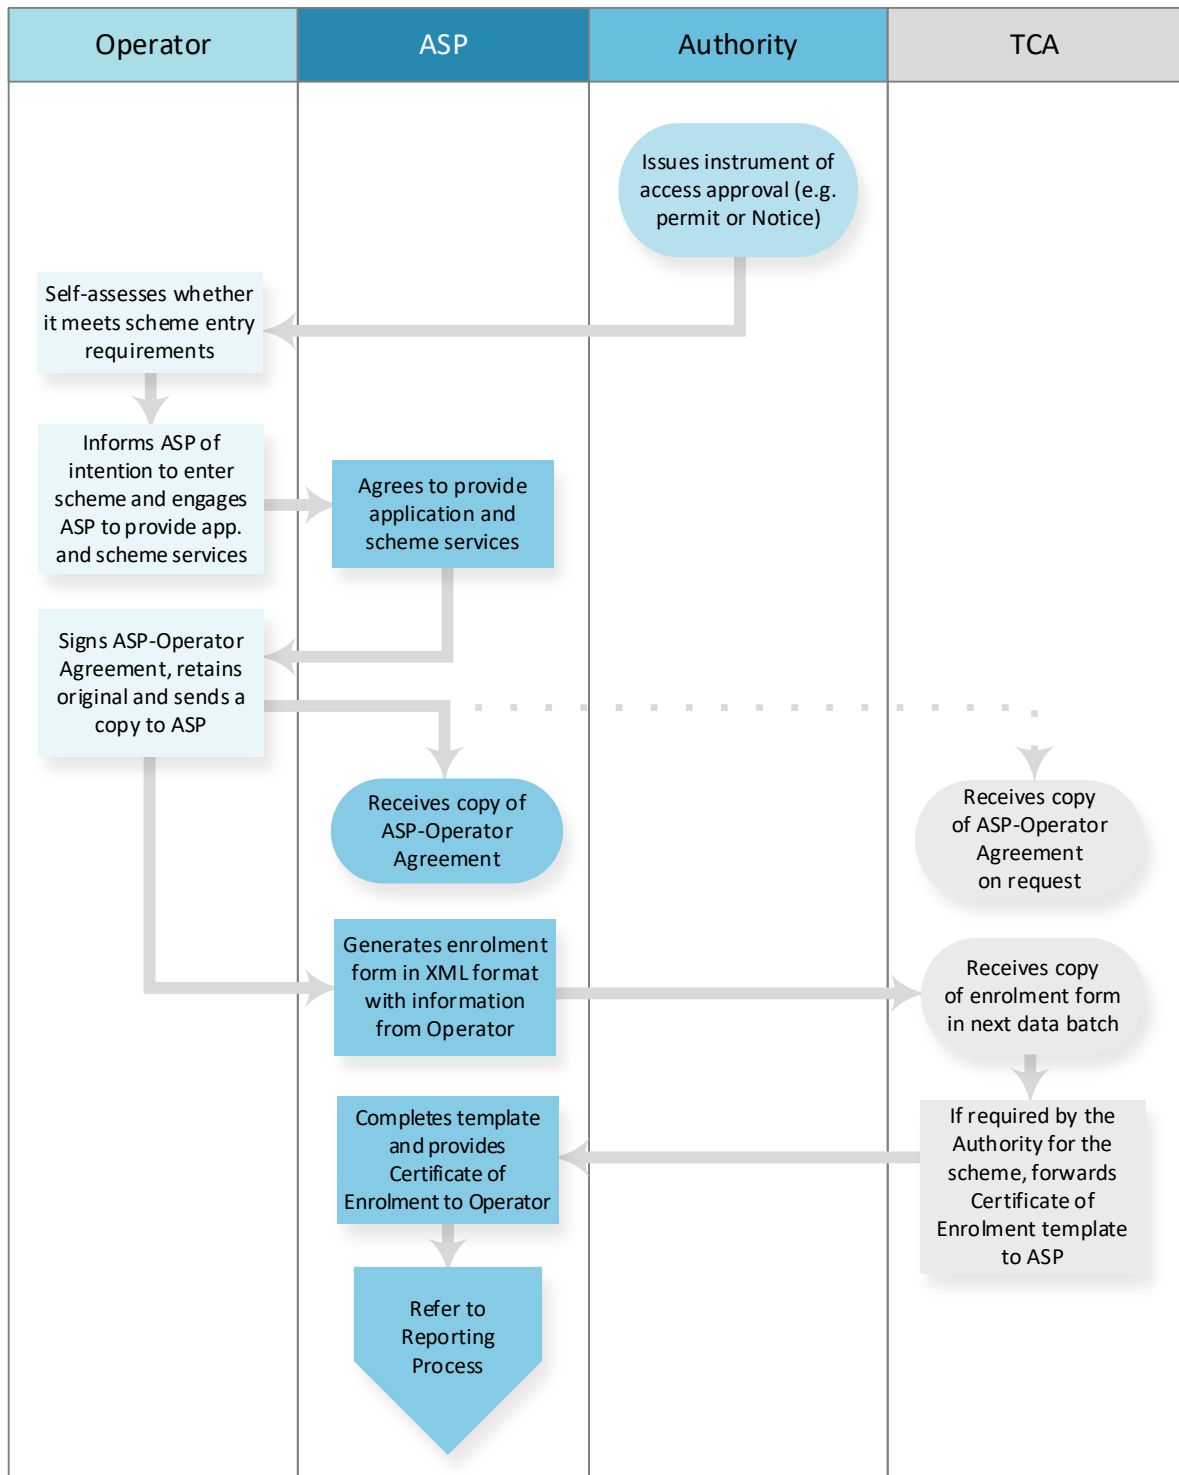 Operator
ASP
Authority
TCA
Issues instrument of
access approval (e.g.
permit or Notice)
Self-assesses whether
it meets scheme entry
requirements
Informs ASP of
intention to enter
scheme and engages
ASP to provide app.
and scheme services
Agrees to provide
application and
scheme services
Signs ASP-Operator
Agreement, retains
original and sends a
copy to ASP
Receives copy of
ASP-Operator
Agreement
Receives copy
of ASP-Operator
Agreement
on request
Generates enrolment
form in XML format
with information
from Operator
Receives copy
of enrolment form
in next data batch
If required by the
Authority for the
scheme, forwards
Certificate of
Enrolment template
to ASP
Completes template
and provides
Certificate of
Enrolment to Operator
Refer to
Reporting
Process